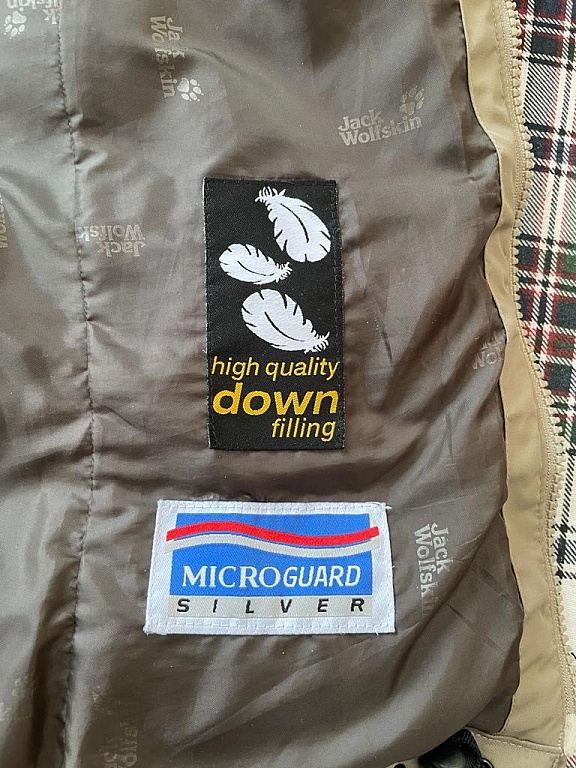 Jack
Wolfskin
Jack
Wolfskin
Jack
Wolfskin
high quality
down
filling
MICROGUARD
SILVER
Jack
Wolfskin